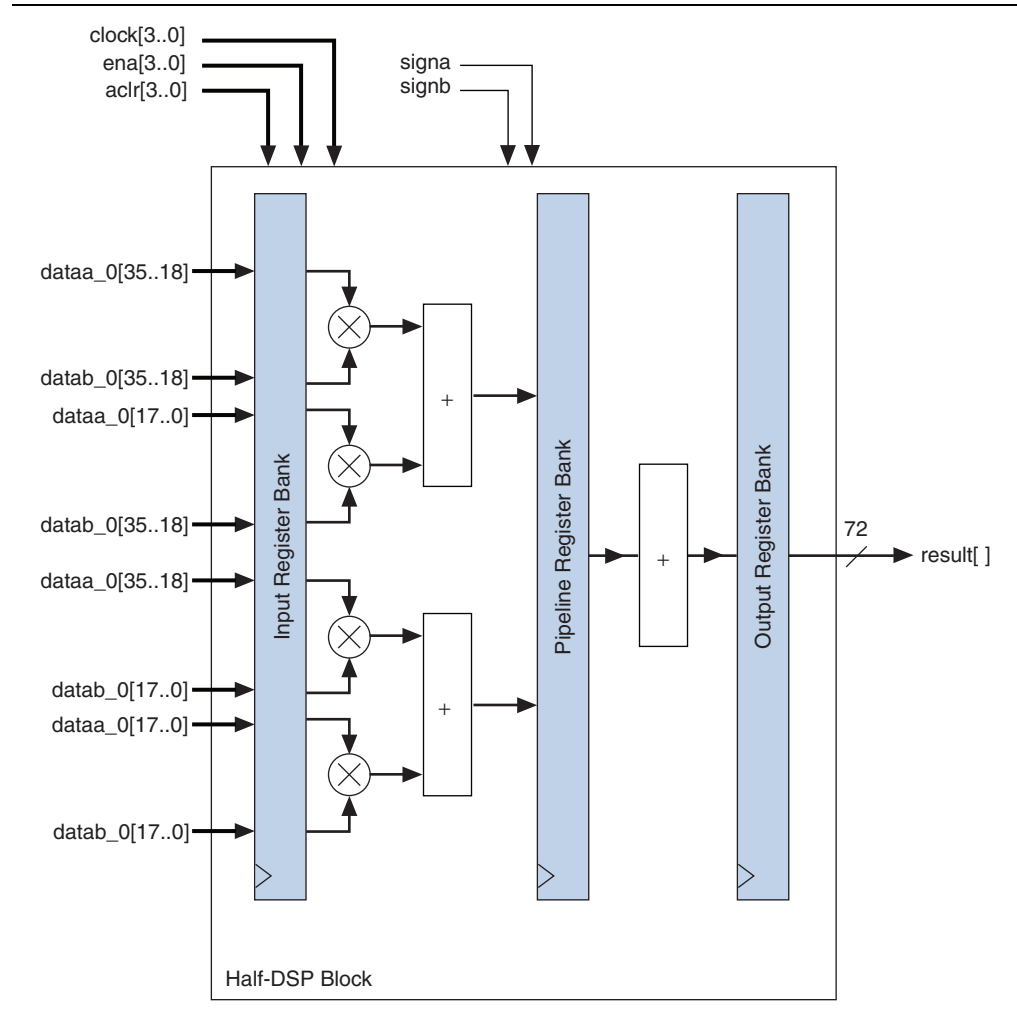 clock[3..0]
ena[3..0]
aclr[3..0]
signa
signb
dataa_0[35..18]
datab_0[35..18]
dataa_0[17..0]
datab_0[35..18]
dataa_0[35..18]
datab_0[17..0]
dataa_0[17..0]
datab_0[17..0]
Input Register Bank
+
+
Pipeline Register Bank
+
Output Register Bank
72
result[ ]
Half-DSP Block